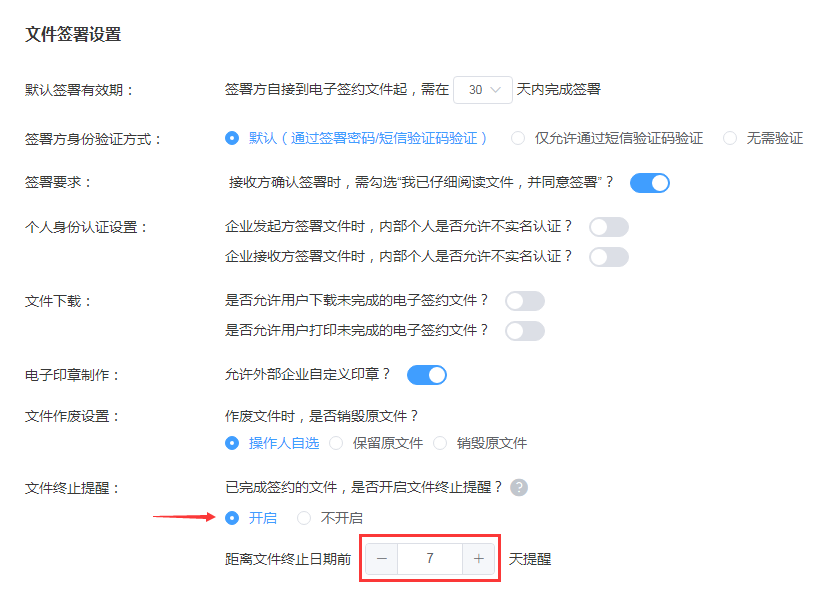 文件签署设置
默认签署有效期： 签署方自接到电子签约文件起，需在 30 天内完成签署
签署方身份验证方式： 默认（通过签署密码/短信验证码验证） 仅允许通过短信验证码验证 无需验证
签署要求： 接收方确认签署时，需勾选“我已仔细阅读文件，并同意签署”？
个人身份认证设置： 企业发起方签署文件时，内部个人是否允许不实名认证？
企业接收方签署文件时，内部个人是否允许不实名认证？
文件下载： 是否允许用户下载未完成的电子签约文件？
是否允许用户打印未完成的电子签约文件？
电子印章制作： 允许外部企业自定义印章？
文件作废设置： 作废文件时，是否销毁原文件？
操作人自选 保留原文件 销毁原文件
文件终止提醒： 已完成签约的文件，是否开启文件终止提醒？ ?
开启 不开启
距离文件终止日期前 － 7 + 天提醒